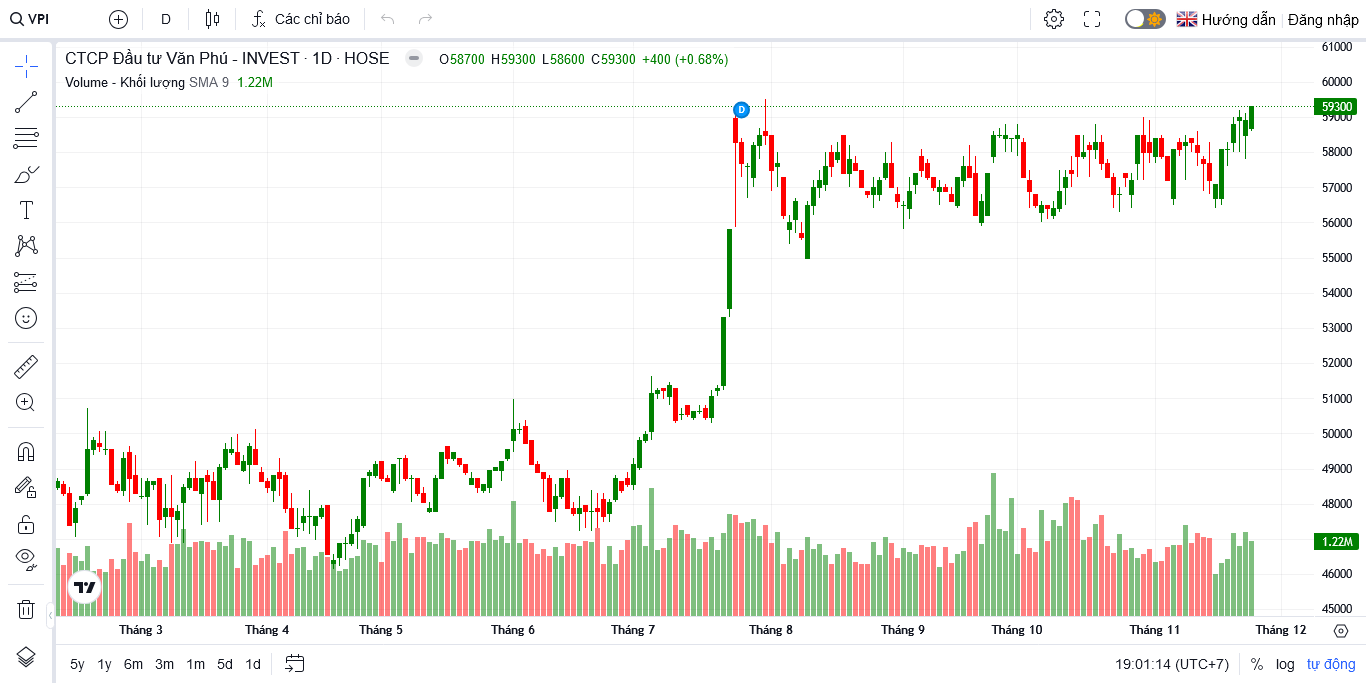 VPI D Các chỉ báo Hướng dẫn Đăng nhập
CTCP Đầu tư Văn Phú - INVEST · 1D · HOSE O58700 H59300 L58600 C59300 +400 (+0.68%)
Volume - Khối lượng SMA 9 1.22M
D
61000
60000
59300
59000
58000
57000
56000
55000
54000
53000
52000
51000
50000
49000
48000
1.22M
46000
45000
Tháng 3 Tháng 4 Tháng 5 Tháng 6 Tháng 7 Tháng 8 Tháng 9 Tháng 10 Tháng 11 Tháng 12
5y 1y 6m 3m 1m 5d 1d 19:01:14 (UTC+7) % log tự động